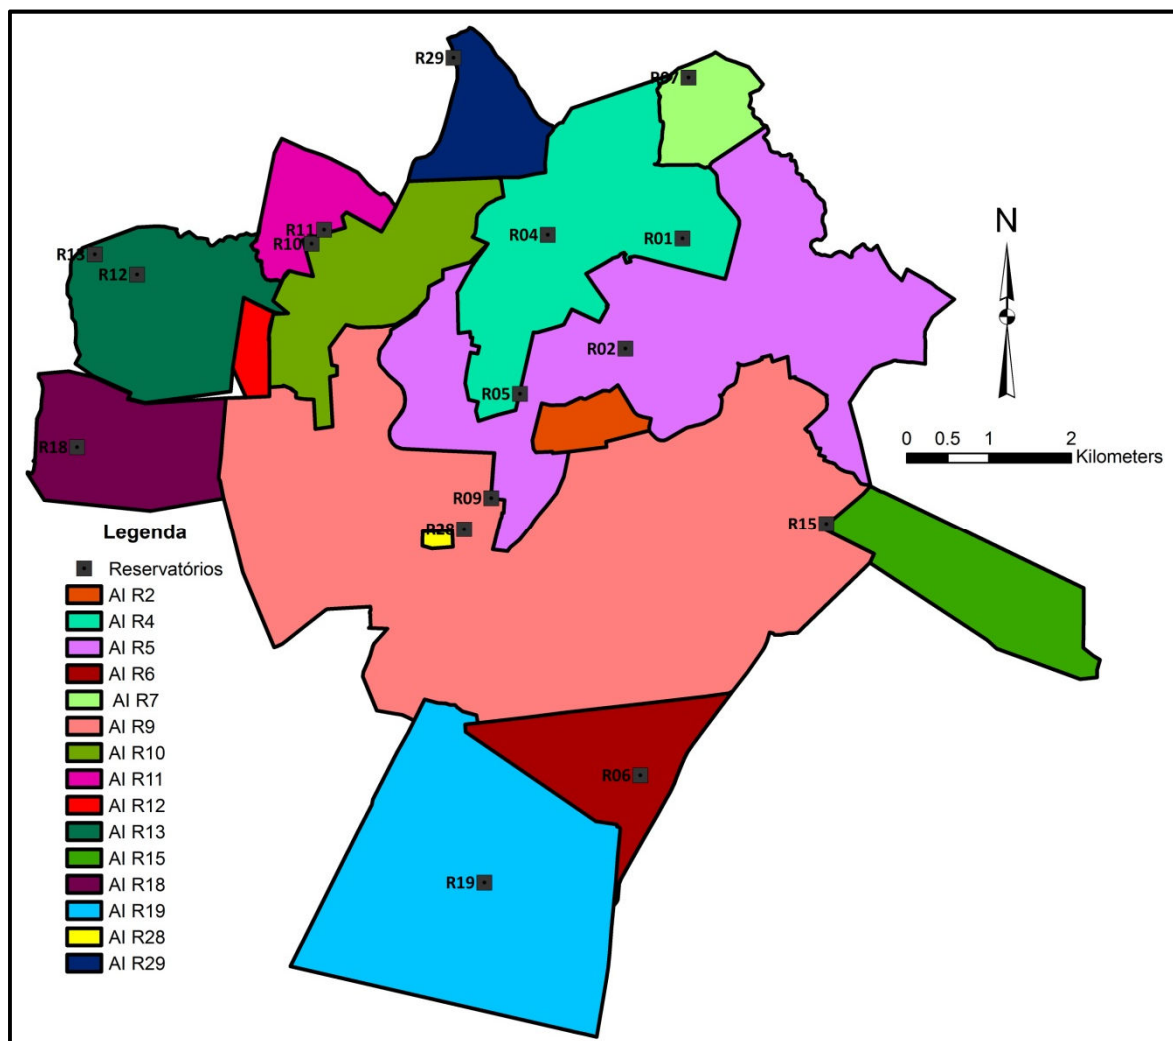 R29
R07
R11
R10
R04
R01
R13
R12
R02
R05
R18
R09
R28
R15
R06
R19
N
0 0.5 1 2
Kilometers
Legenda
Reservatórios
AI R2
AI R4
AI R5
AI R6
AI R7
AI R9
AI R10
AI R11
AI R12
AI R13
AI R15
AI R18
AI R19
AI R28
AI R29